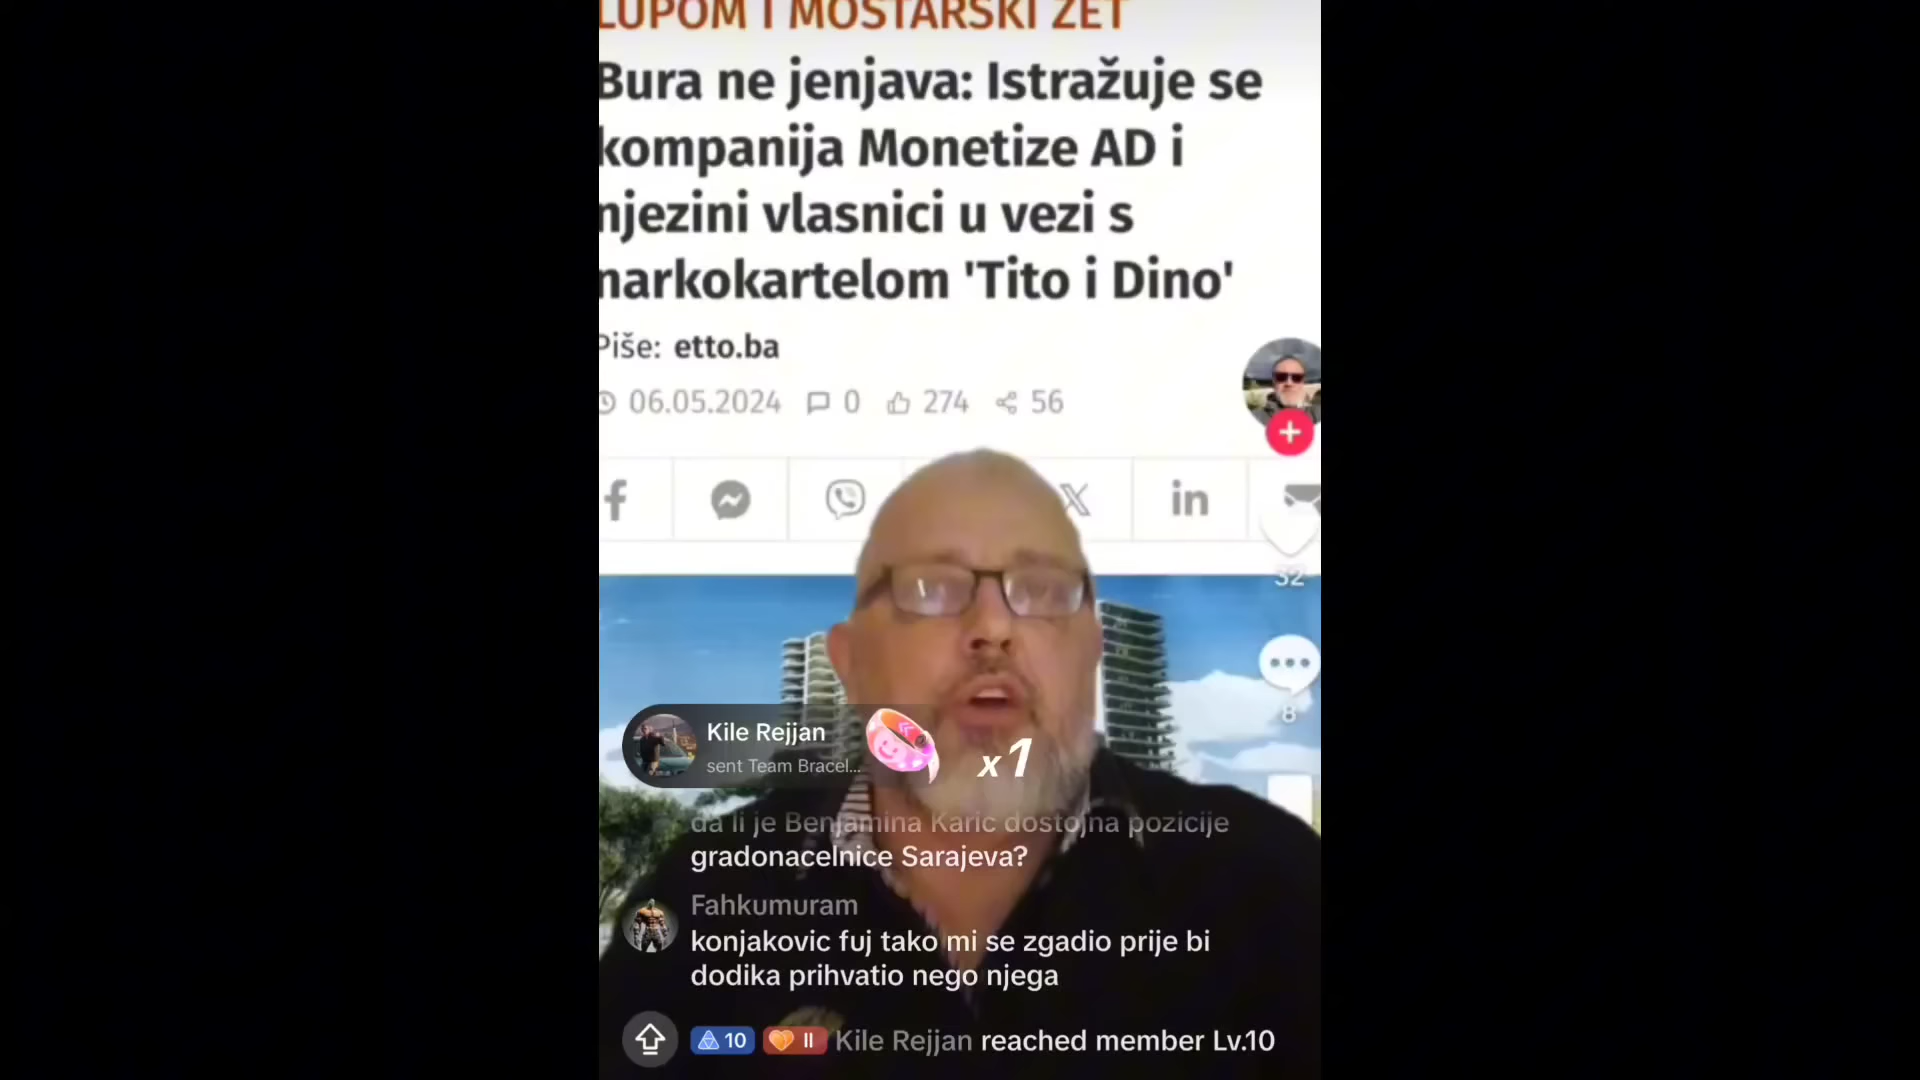 LUPOM I MOSTARSKI ZET
Bura ne jenjava: Istražuje se
kompanija Monetize AD i
njezini vlasnici u vezi s
narkokartelom 'Tito i Dino'
Piše: etto.ba
06.05.2024 0 274 56
in
32
8
Kile Rejjan
sent Team Bracel...
x1
da li je Benjamina Karic dostojna pozicije
gradonacelnice Sarajeva?
Fahkumuram
konjakovic fuj tako mi se zgadio prije bi
dodika prihvatio nego njega
10 II Kile Rejjan reached member Lv.10